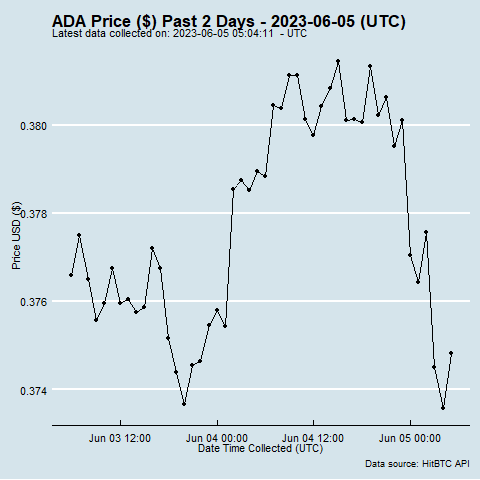 ADA Price ($) Past 2 Days - 2023-06-05 (UTC)
Latest data collected on: 2023-06-05 05:04:11 - UTC
Price USD ($)
0.380
0.378
0.376
0.374
Jun 03 12:00
Jun 04 00:00
Jun 04 12:00
Jun 05 00:00
Date Time Collected (UTC)
Data source: HitBTC API